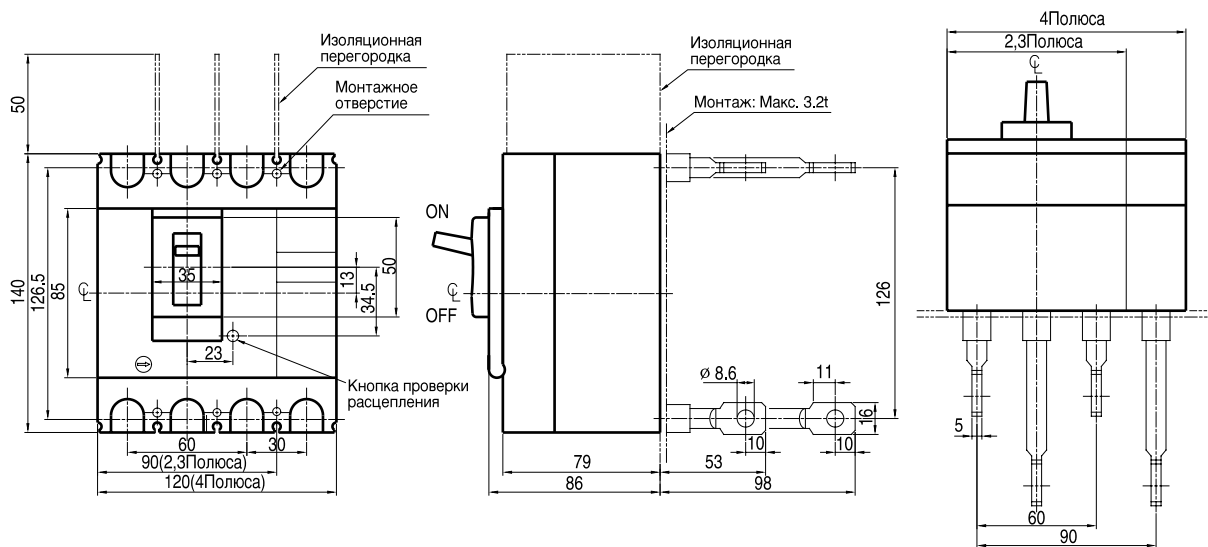 Изоляционная
перегородка
Монтажное
отверстие
50
140
126.5
85
35
13
34.5
50
23
Кнопка проверки
расцепления
60
30
90(2,3Полюса)
120(4Полюса)
Изоляционная
перегородка
Монтаж: Макс. 3.2t
ON
OFF
126
ø 8.6
11
16
10
10
79
53
86
98
4Полюса
2,3Полюса
5
60
90